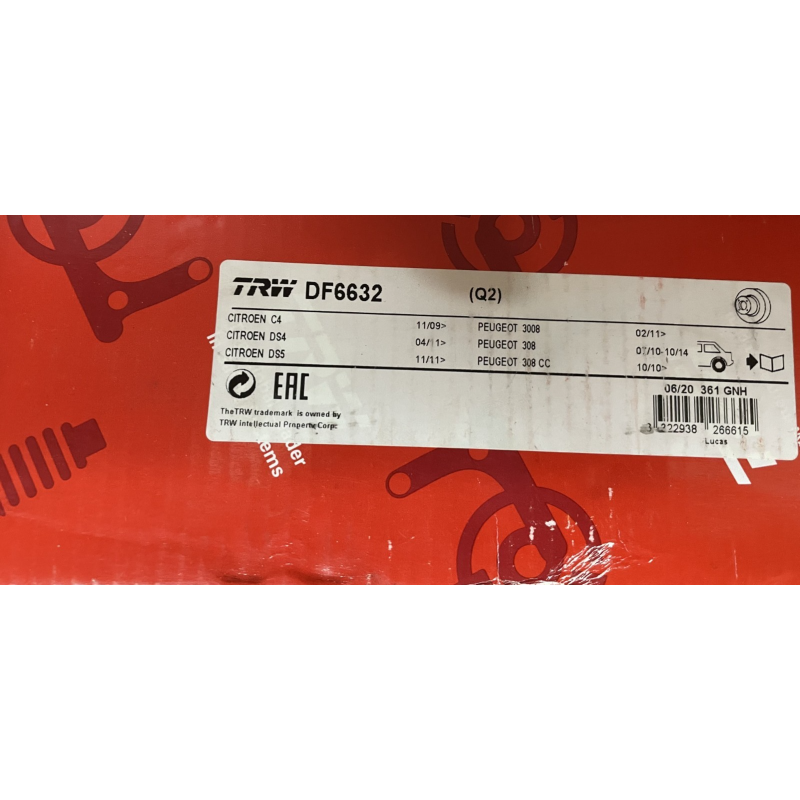 TRW DF6632 (Q2)
CITROEN C4 11/09> PEUGEOT 3008 02/11>
CITROEN DS4 04/11> PEUGEOT 308 07/10-10/14
CITROEN DS5 11/11> PEUGEOT 308 CC 10/10>
EAC
06/20 361 GNH
TheTRW trademark is owned by
TRW Intellectual Property Corp.
3 222938 266615
Lucas
ems